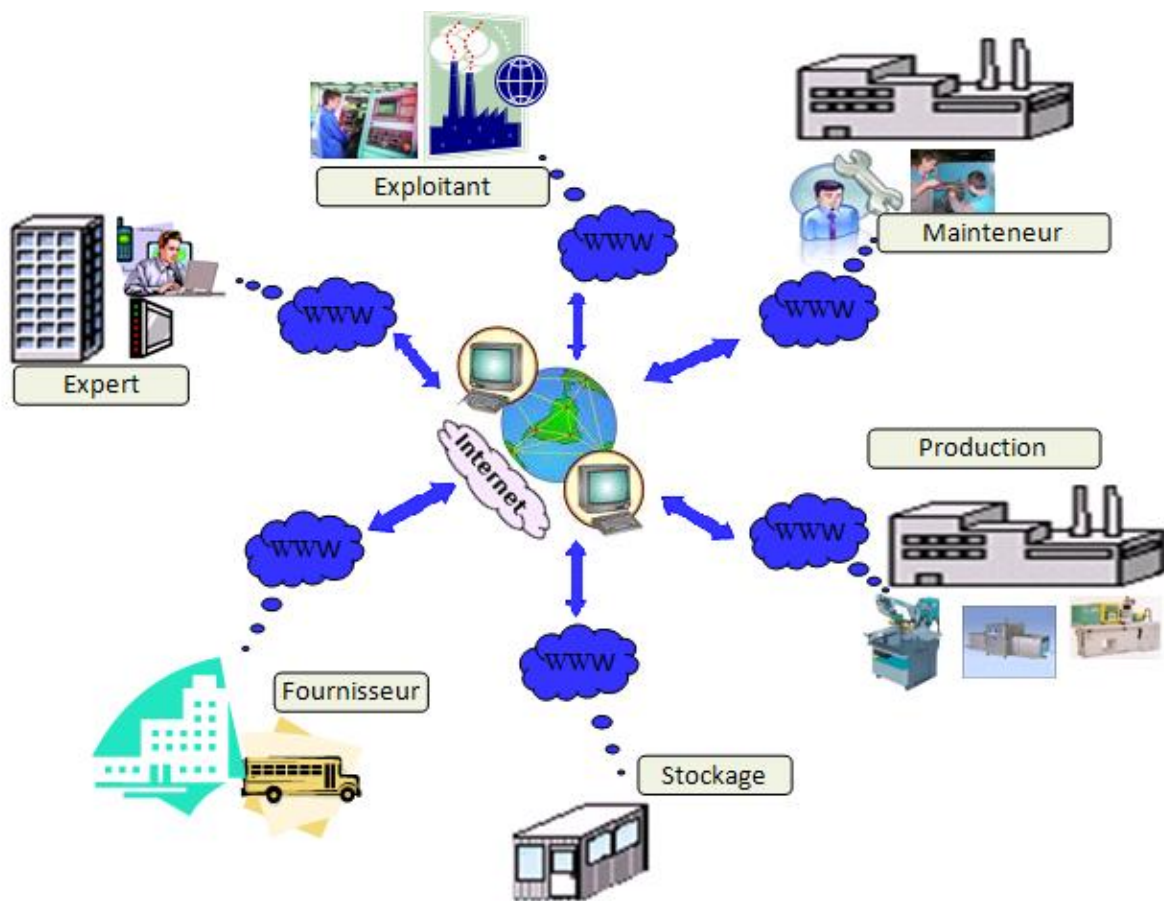 Exploitant
WWW
Mainteneur
WWW
Expert
WWW
Internet
Production
WWW
Fournisseur
WWW
Stockage
WWW